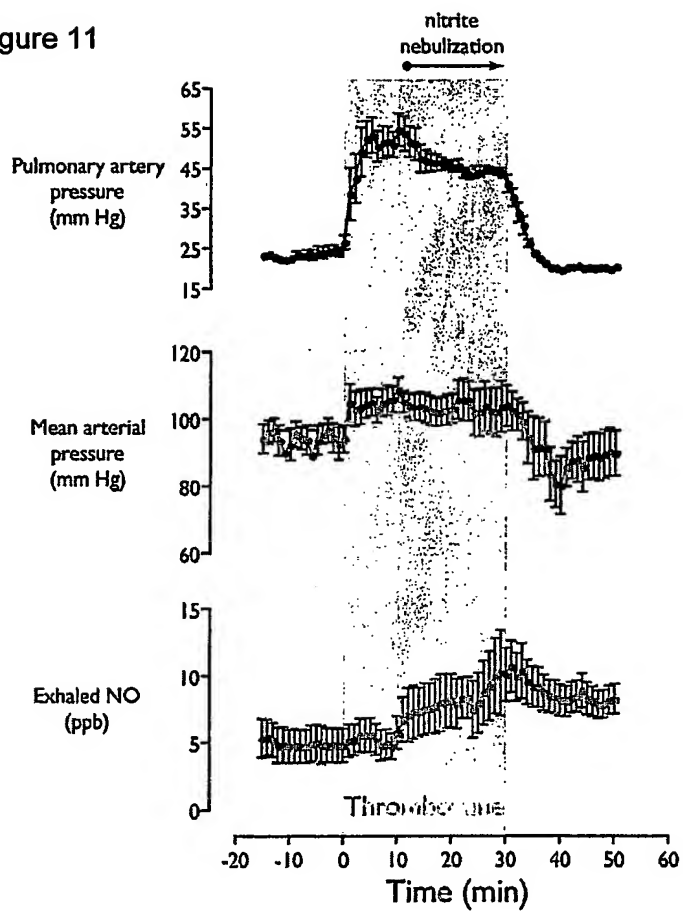 gure 11
nitrite
nebulization
65
55
45
35
25
15
Pulmonary artery
pressure
(mm Hg)
120
100
80
60
Mean arterial
pressure
(mm Hg)
15
10
5
0
Exhaled NO
(ppb)
-20 -10 0 10 20 30 40 50 60
Time (min)